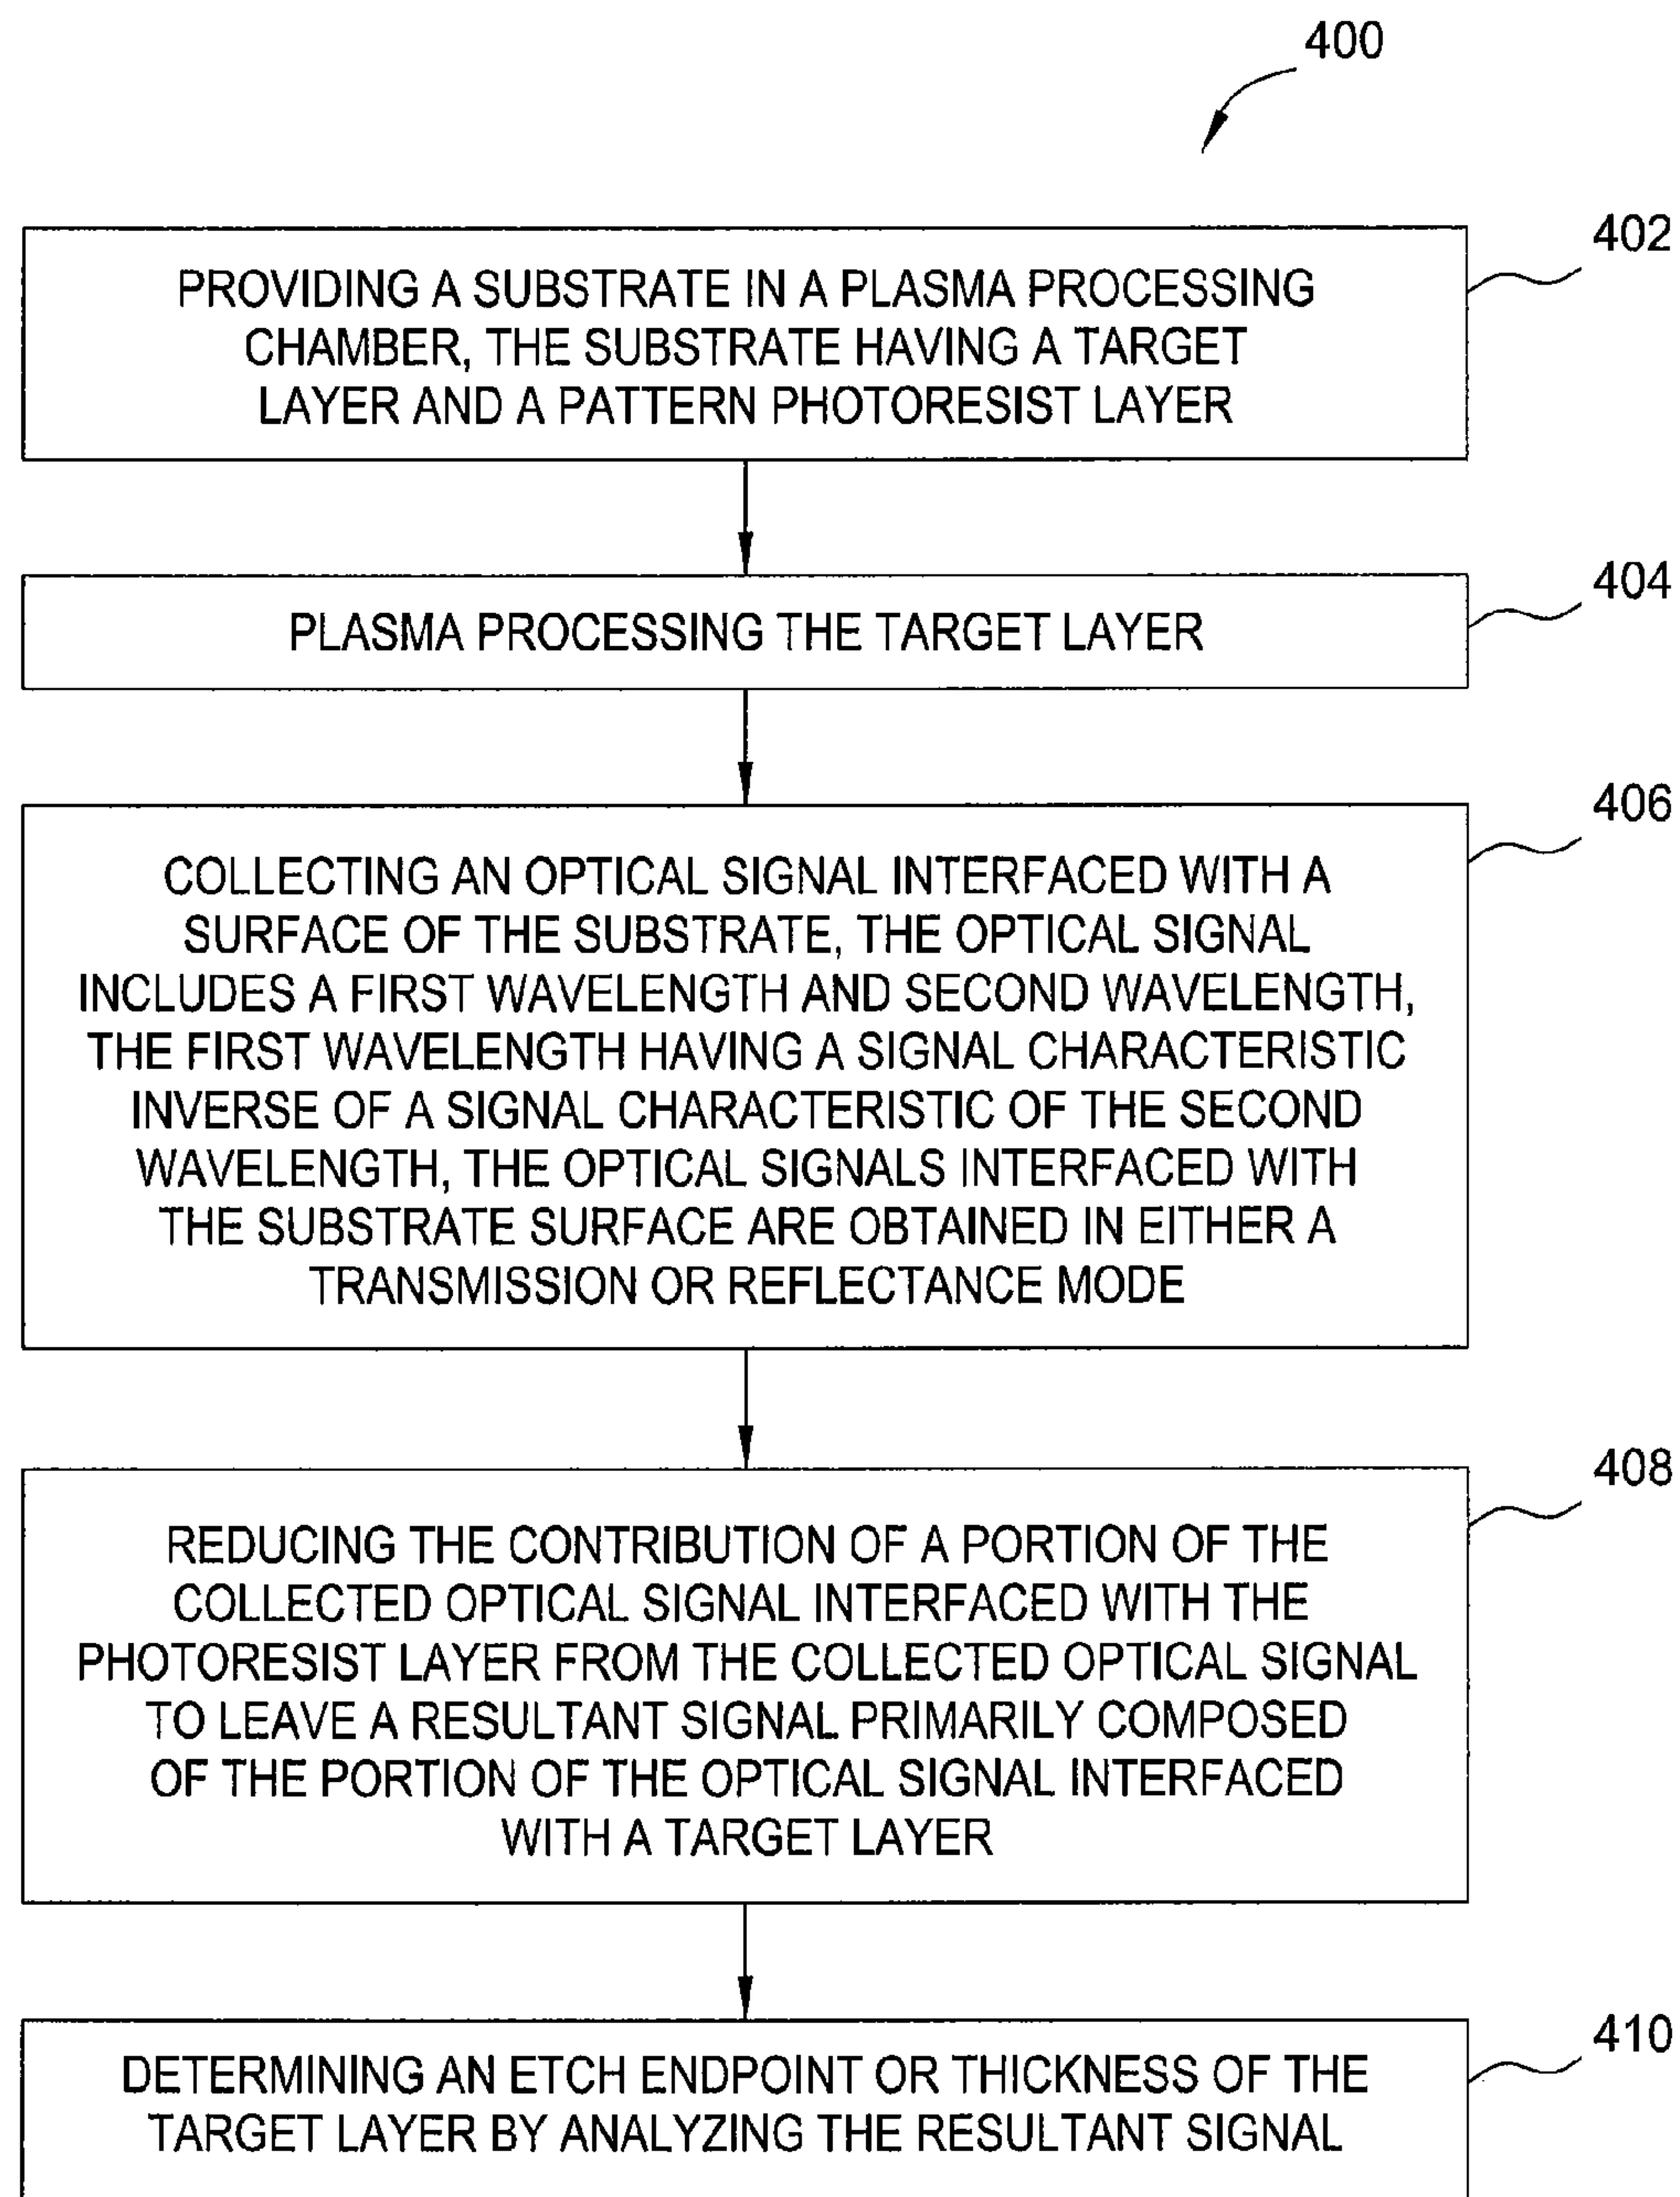 400
402
PROVIDING A SUBSTRATE IN A PLASMA PROCESSING
CHAMBER, THE SUBSTRATE HAVING A TARGET
LAYER AND A PATTERN PHOTORESIST LAYER
404
PLASMA PROCESSING THE TARGET LAYER
406
COLLECTING AN OPTICAL SIGNAL INTERFACED WITH A
SURFACE OF THE SUBSTRATE, THE OPTICAL SIGNAL
INCLUDES A FIRST WAVELENGTH AND SECOND WAVELENGTH,
THE FIRST WAVELENGTH HAVING A SIGNAL CHARACTERISTIC
INVERSE OF A SIGNAL CHARACTERISTIC OF THE SECOND
WAVELENGTH, THE OPTICAL SIGNALS INTERFACED WITH
THE SUBSTRATE SURFACE ARE OBTAINED IN EITHER A
TRANSMISSION OR REFLECTANCE MODE
408
REDUCING THE CONTRIBUTION OF A PORTION OF THE
COLLECTED OPTICAL SIGNAL INTERFACED WITH THE
PHOTORESIST LAYER FROM THE COLLECTED OPTICAL SIGNAL
TO LEAVE A RESULTANT SIGNAL PRIMARILY COMPOSED
OF THE PORTION OF THE OPTICAL SIGNAL INTERFACED
WITH A TARGET LAYER
410
DETERMINING AN ETCH ENDPOINT OR THICKNESS OF THE
TARGET LAYER BY ANALYZING THE RESULTANT SIGNAL